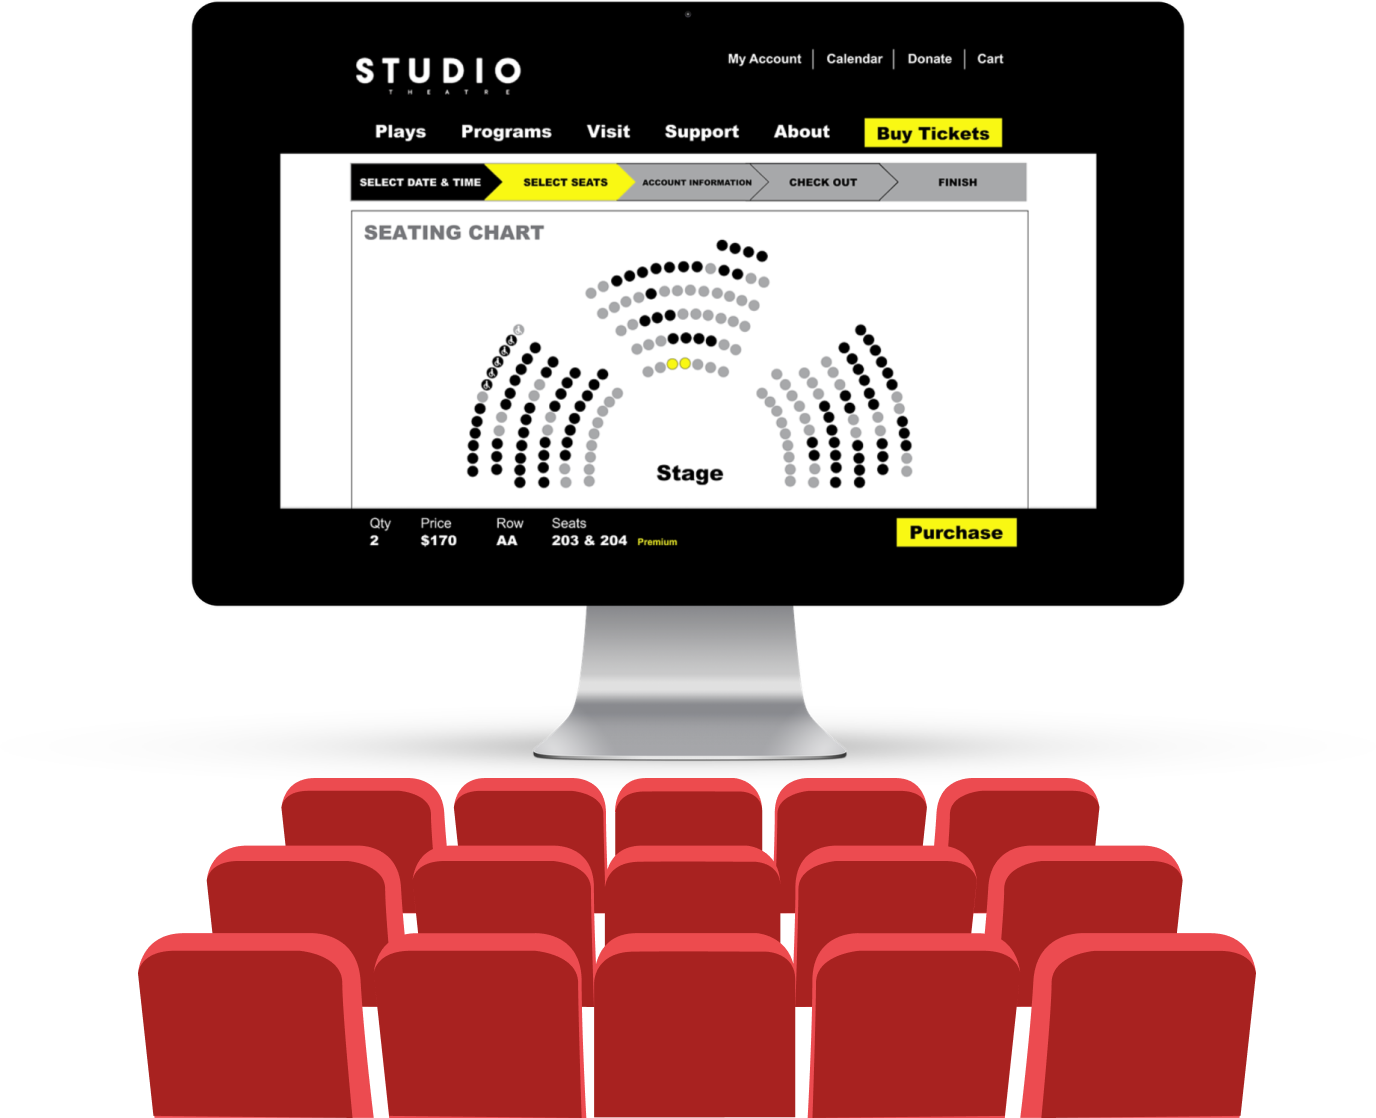 STUDIO
THEATRE
My Account
Calendar
Donate
Cart
Plays
Programs
Visit
Support
About
Buy Tickets
SELECT DATE & TIME
SELECT SEATS
ACCOUNT INFORMATION
CHECK OUT
FINISH
SEATING CHART
Stage
Qty
Price
Row
Seats
2
$170
AA
203 & 204
Premium
Purchase